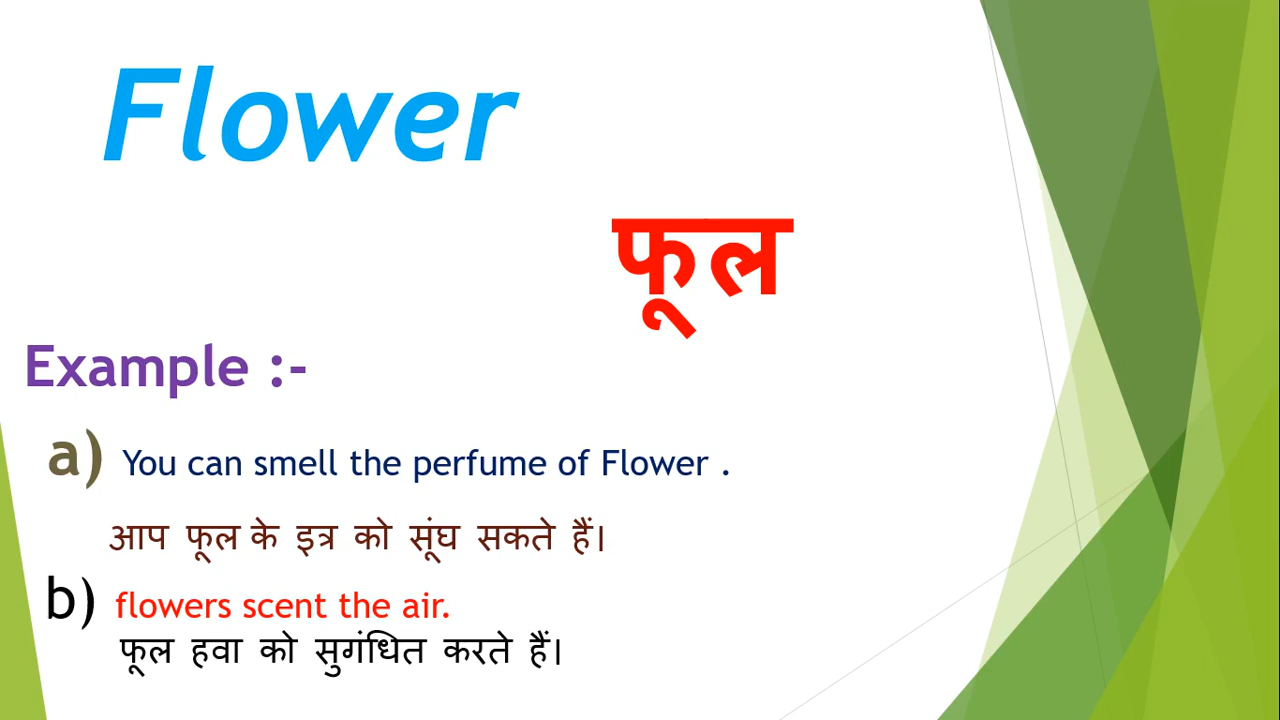 Flower
फूल
Example :-
a) You can smell the perfume of Flower .
आप फूल के इत्र को सूंघ सकते हैं।
b) flowers scent the air.
फूल हवा को सुगंधित करते हैं।